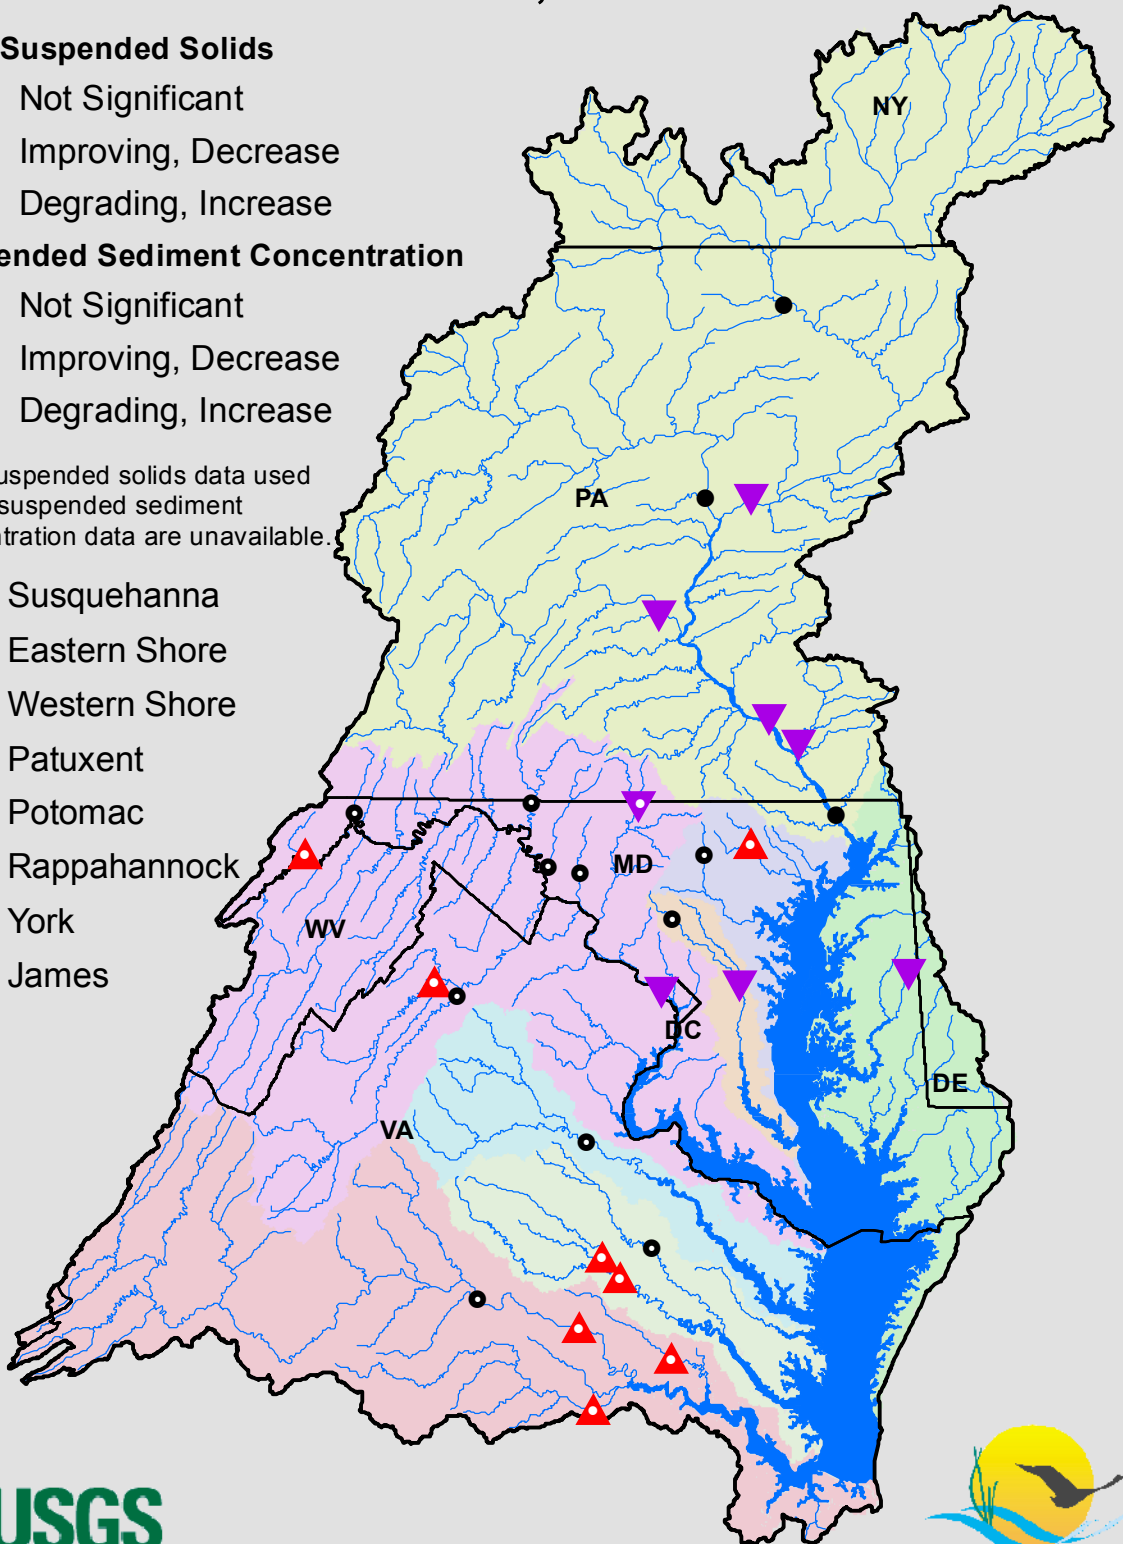 Suspended Solids
Not Significant
Improving, Decrease
Degrading, Increase
ended Sediment Concentration
Not Significant
Improving, Decrease
Degrading, Increase
uspended solids data used
suspended sediment
tration data are unavailable.
Susquehanna
Eastern Shore
Western Shore
Patuxent
Potomac
Rappahannock
York
James
NY
PA
MD
WV
DC
DE
VA
USGS